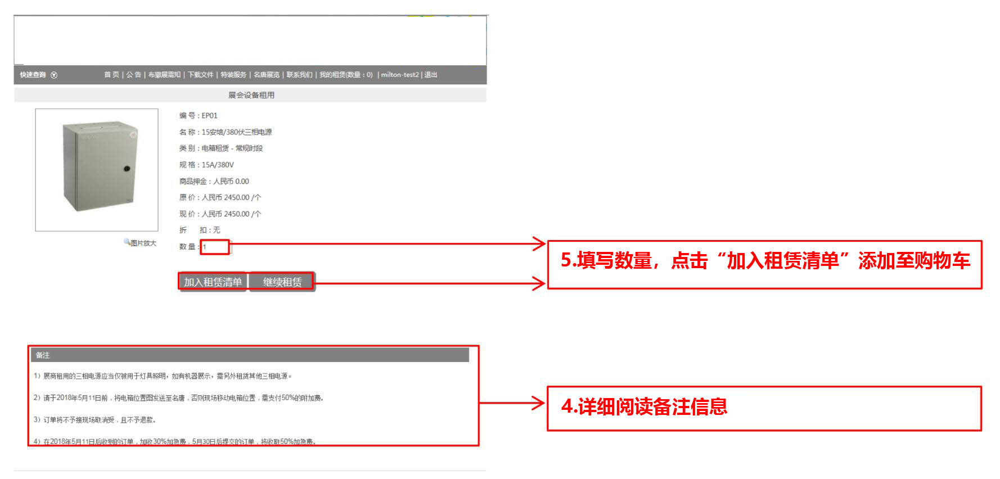 快速查询
首 页 | 公 告 | 布撤展需知 | 下载文件 | 特装服务 | 名唐展览 | 联系我们 | 我的租赁(数量：0) | milton-test2 | 退出
展会设备租用
编 号：EP01
名 称：15安培/380伏三相电源
类 别：电箱租赁 - 常规时段
规 格：15A/380V
商品押金：人民币 0.00
原 价：人民币 2450.00 /个
现 价：人民币 2450.00 /个
折 扣：无
图片放大
数 量：1
5.填写数量，点击“加入租赁清单”添加至购物车
加入租赁清单 继续租赁
备注
1）展商租用的三相电源应当仅被用于灯具照明，如有机器展示，需另外租赁其他三相电源。
2）请于2018年5月11日前，将电箱位置图发送至名唐，否则现场移动电箱位置，需支付50%的附加费。
4.详细阅读备注信息
3）订单将不予接现场取消受，且不予退款。
4）在2018年5月11日后收到的订单，加收30%加急费，5月30日后提交的订单，将收取50%加急费。